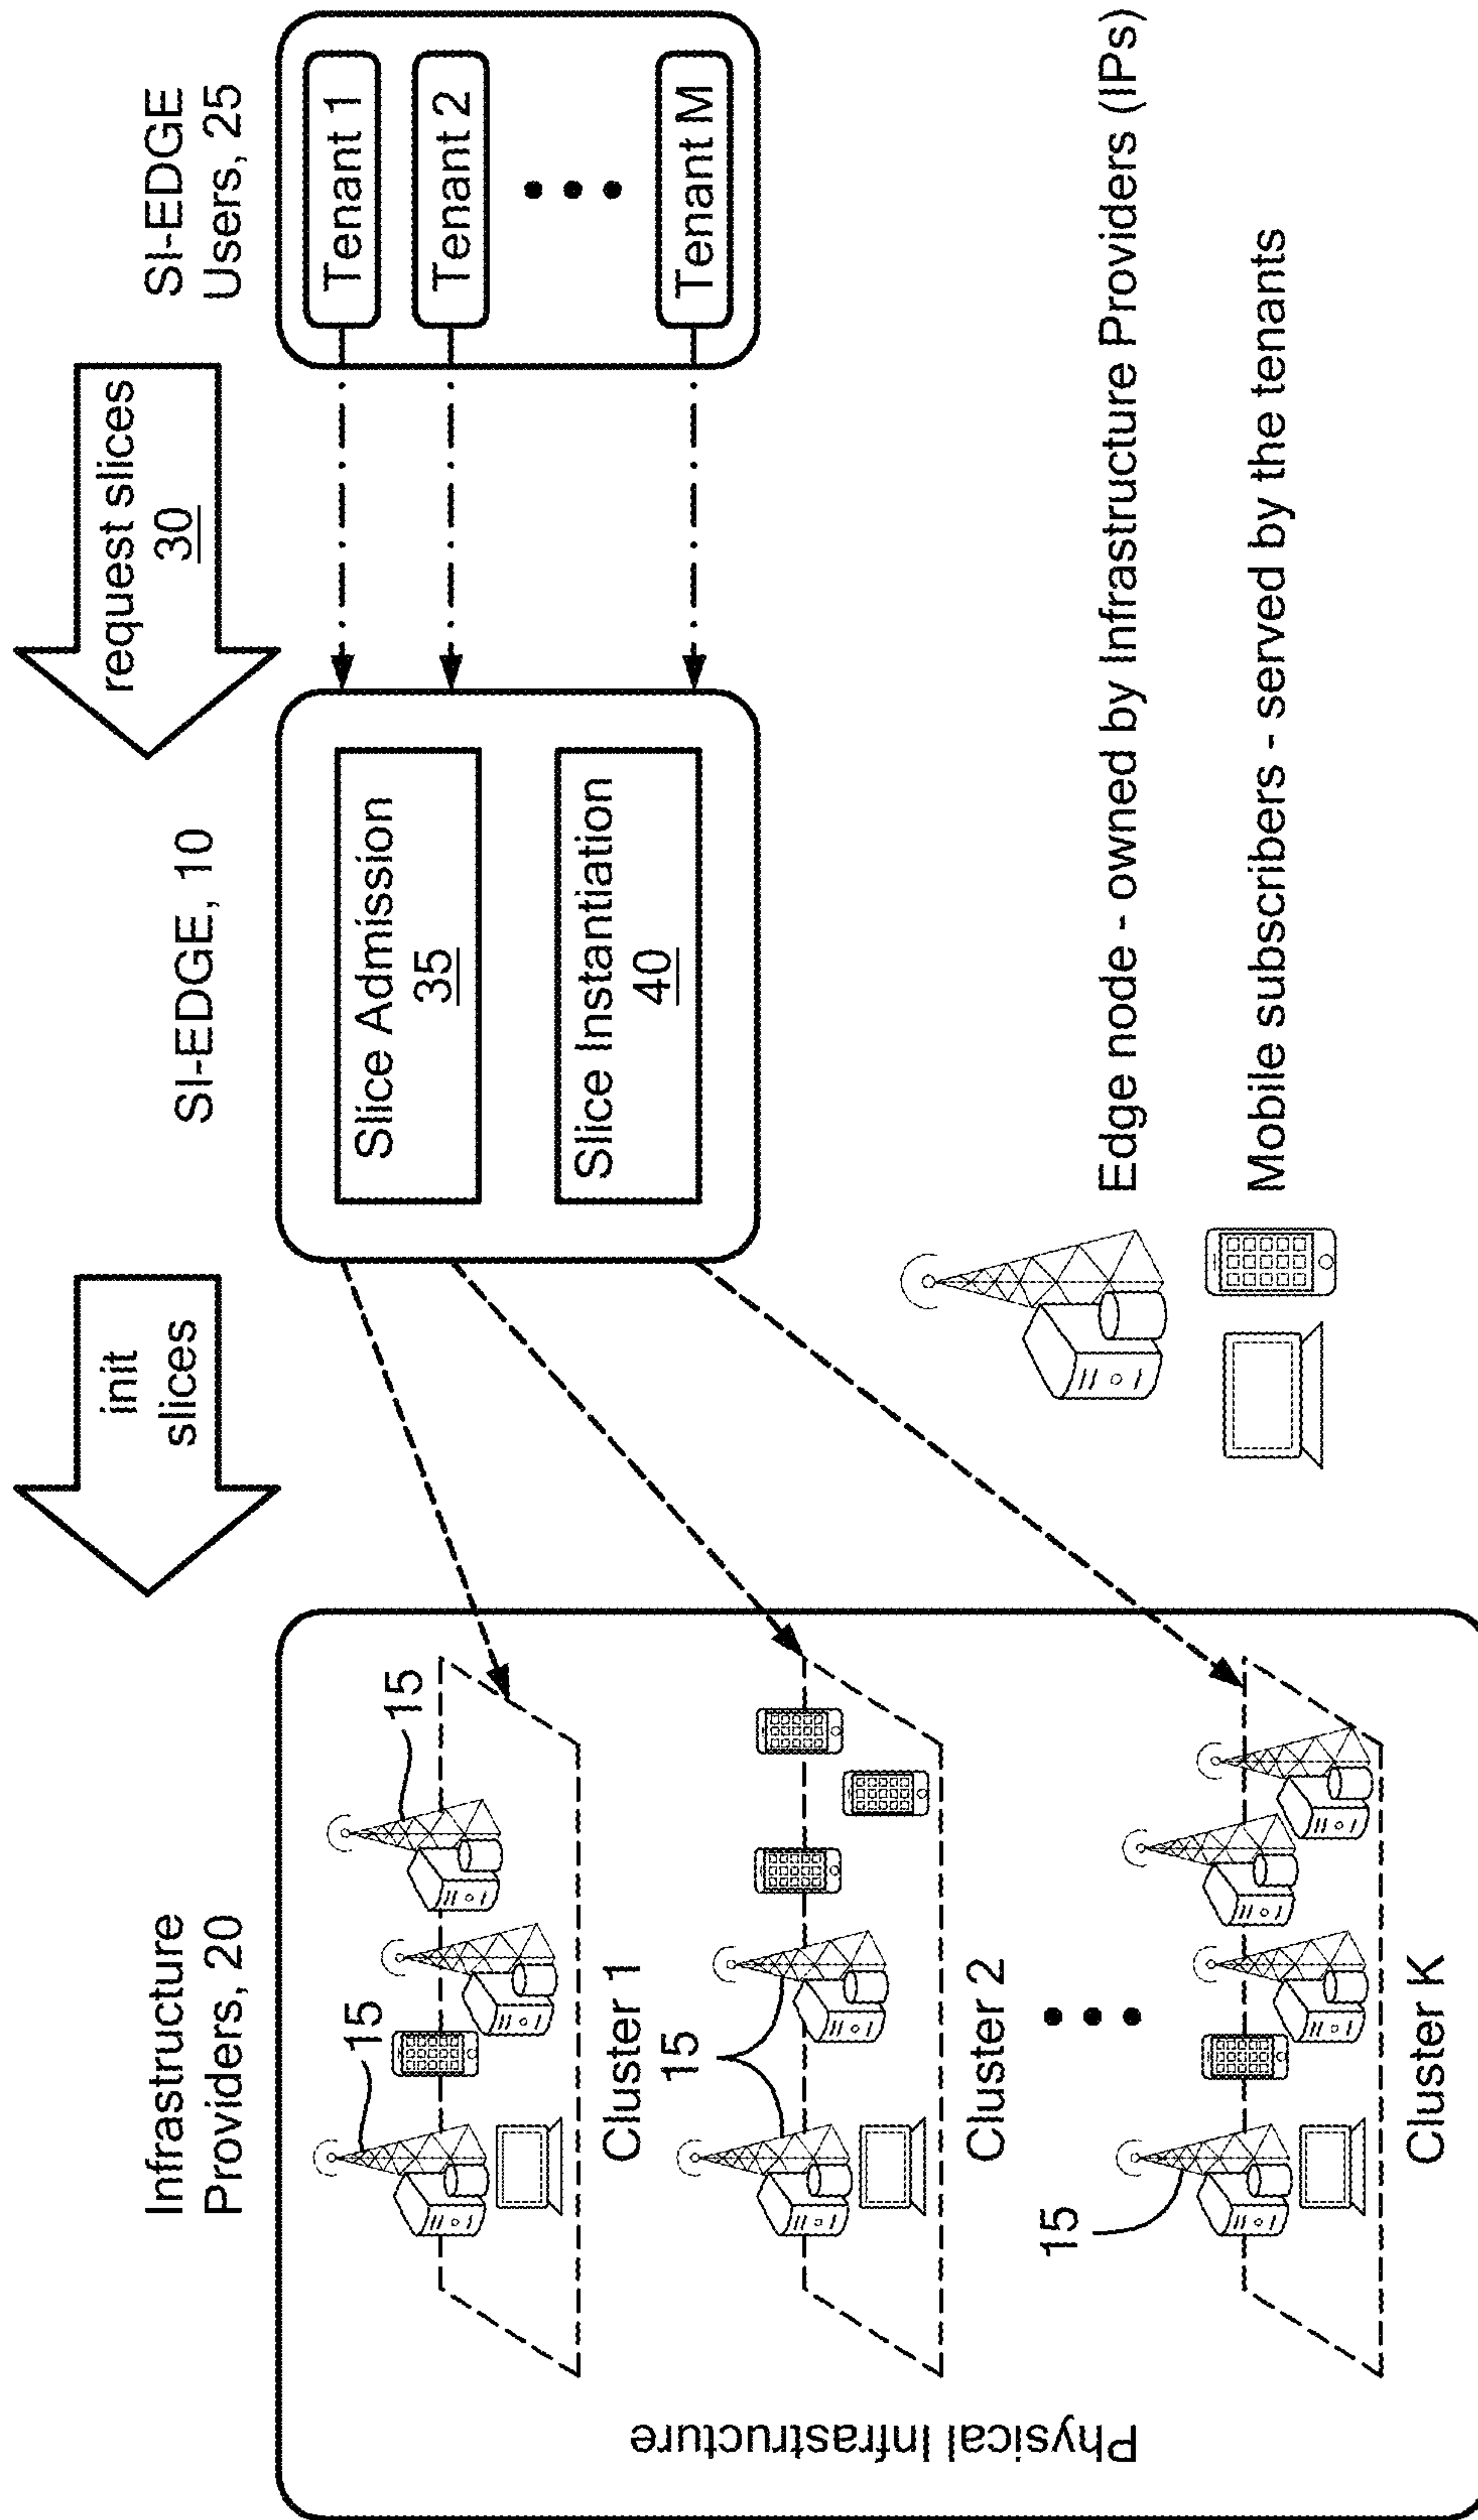 Infrastructure
Providers, 20
init
slices
SI-EDGE, 10
request slices
30
SI-EDGE
Users, 25
Physical Infrastructure
15
15
Cluster 1
15
Cluster 2
15
Cluster K
Slice Admission
35
Slice Instantiation
40
Tenant 1
Tenant 2
Tenant M
Edge node - owned by Infrastructure Providers (IPs)
Mobile subscribers - served by the tenants